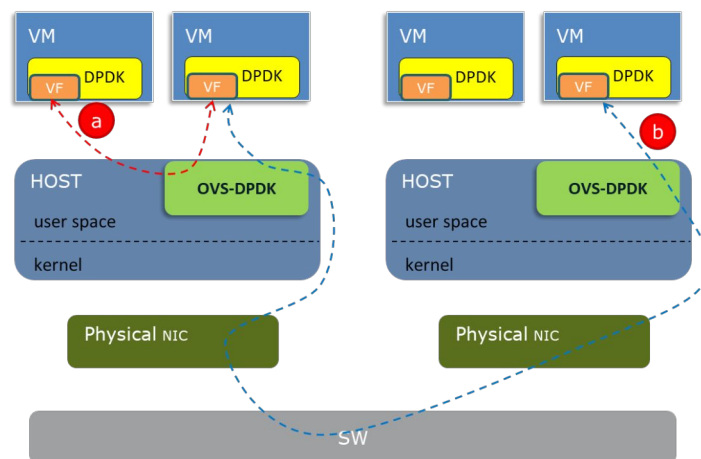 VM
DPDK
VF
VM
DPDK
VF
VM
DPDK
VF
VM
DPDK
VF
a
b
HOST
OVS-DPDK
user space
kernel
HOST
OVS-DPDK
user space
kernel
Physical NIC
Physical NIC
SW